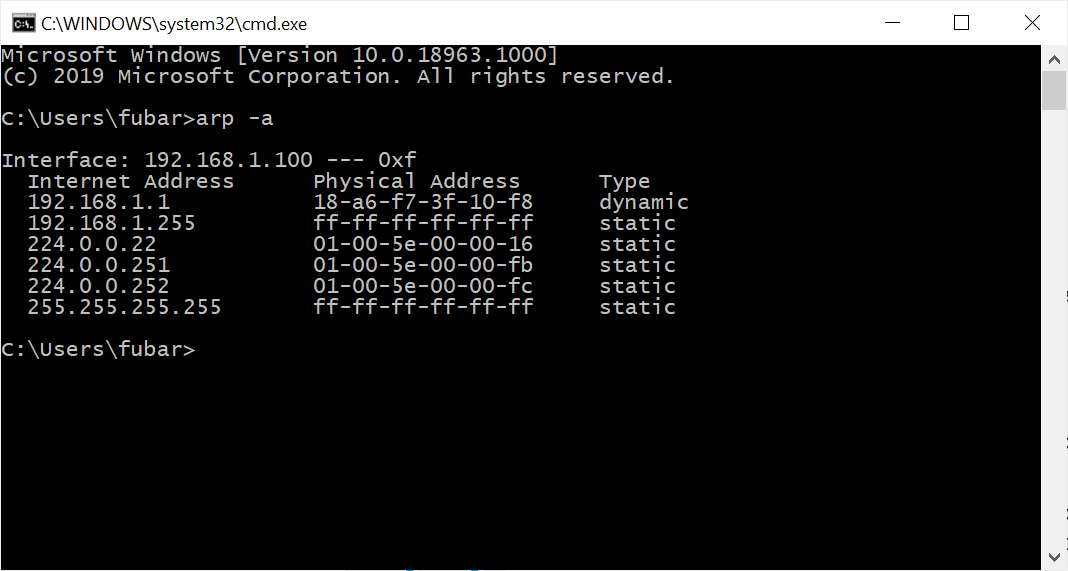 C:\WINDOWS\system32\cmd.exe
Microsoft Windows [Version 10.0.18963.1000]
(c) 2019 Microsoft Corporation. All rights reserved.
C:\Users\fubar>arp -a
Interface: 192.168.1.100 --- 0xf
  Internet Address      Physical Address      Type
  192.168.1.1           18-a6-f7-3f-10-f8     dynamic
  192.168.1.255         ff-ff-ff-ff-ff-ff     static
  224.0.0.22            01-00-5e-00-00-16     static
  224.0.0.251           01-00-5e-00-00-fb     static
  224.0.0.252           01-00-5e-00-00-fc     static
  255.255.255.255       ff-ff-ff-ff-ff-ff     static
C:\Users\fubar>